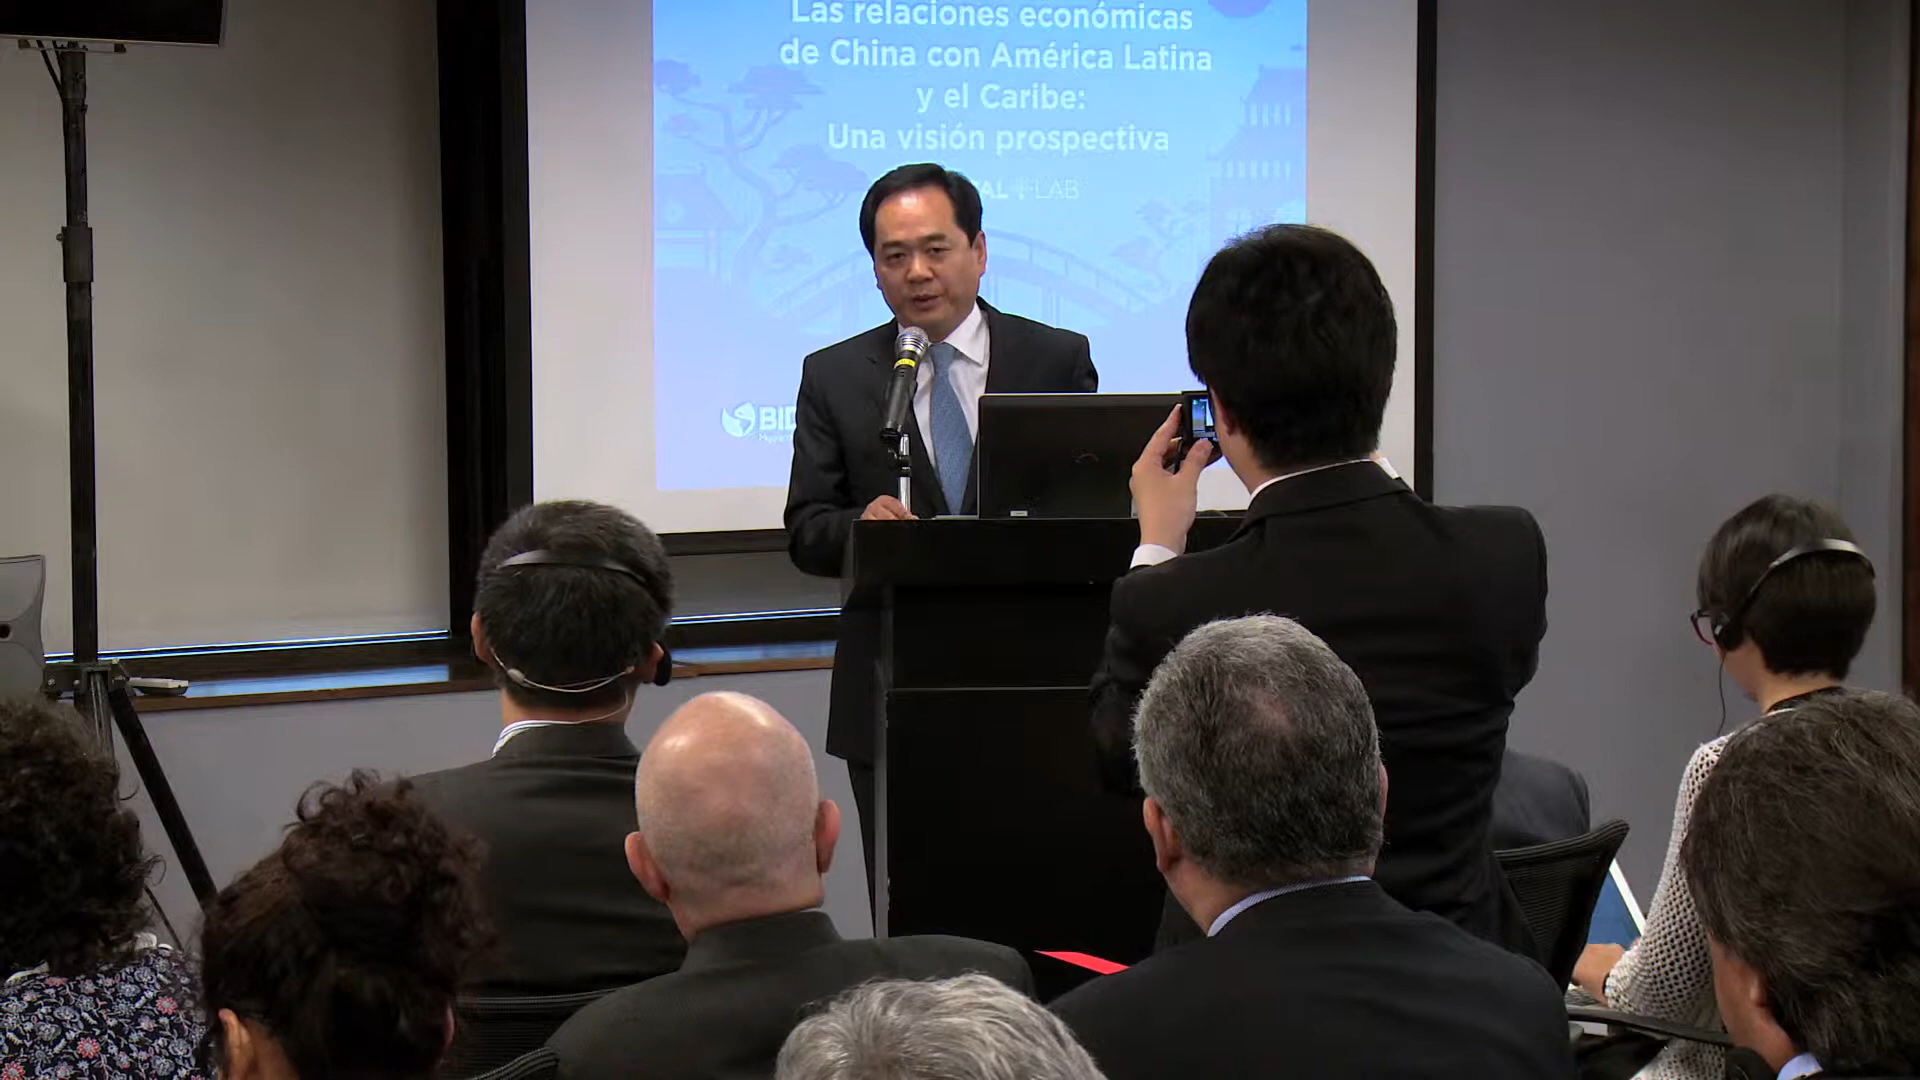 Las relaciones económicas
de China con América Latina
y el Caribe:
Una visión prospectiva
LAB
BID